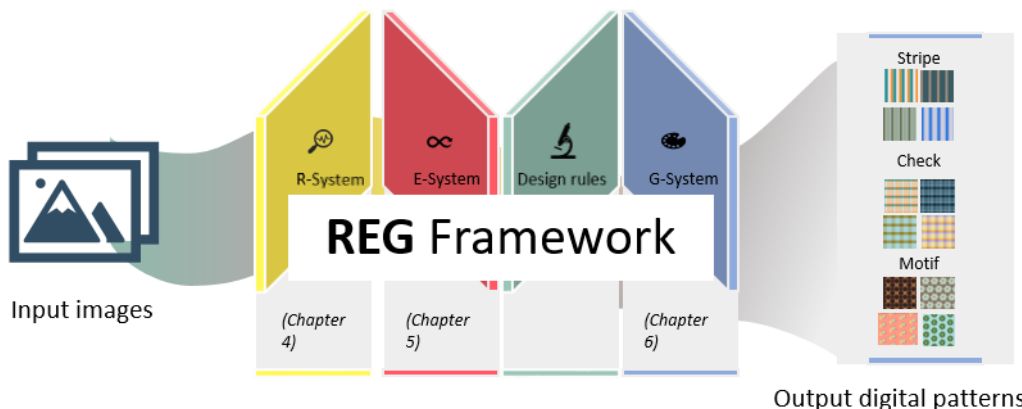 Input images
R-System
E-System
Design rules
G-System
REG Framework
(Chapter
4)
(Chapter
5)
(Chapter
6)
Stripe
Check
Motif
Output digital patterns